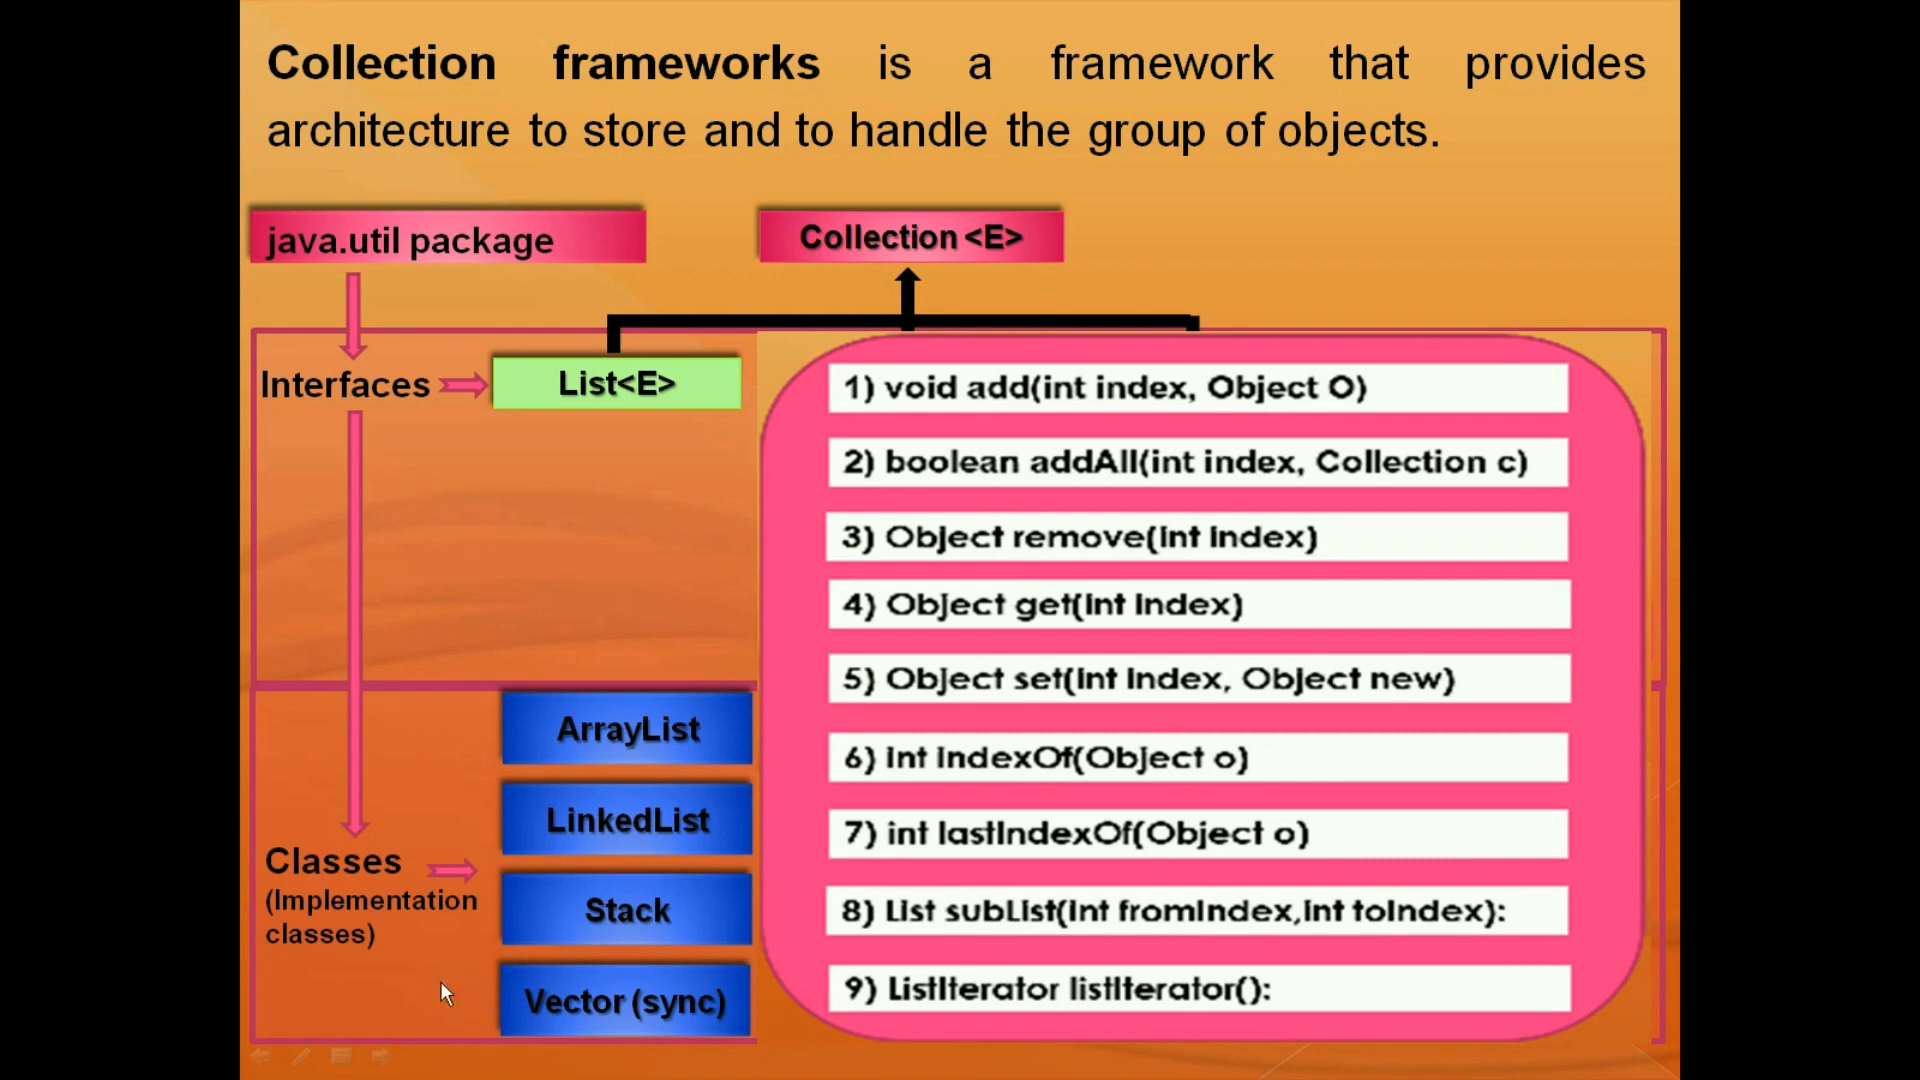 Collection frameworks is a framework that provides
architecture to store and to handle the group of objects.
java.util package
Collection <E>
Interfaces
List<E>
1) void add(int index, Object O)
2) boolean addAll(int index, Collection c)
3) Object remove(int index)
4) Object get(int index)
5) Object set(int index, Object new)
6) int indexOf(Object o)
7) int lastIndexOf(Object o)
8) List subList(int fromIndex,int toIndex):
9) ListIterator listIterator():
Classes
(Implementation
classes)
ArrayList
LinkedList
Stack
Vector (sync)